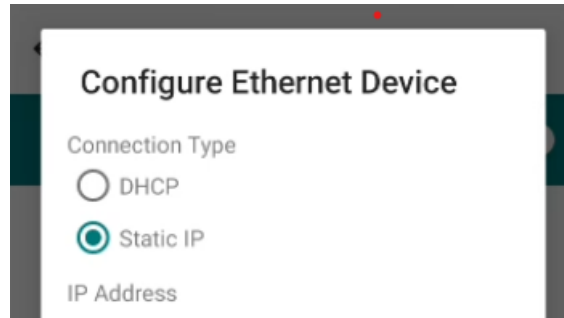 Configure Ethernet Device
Connection Type
DHCP
Static IP
IP Address